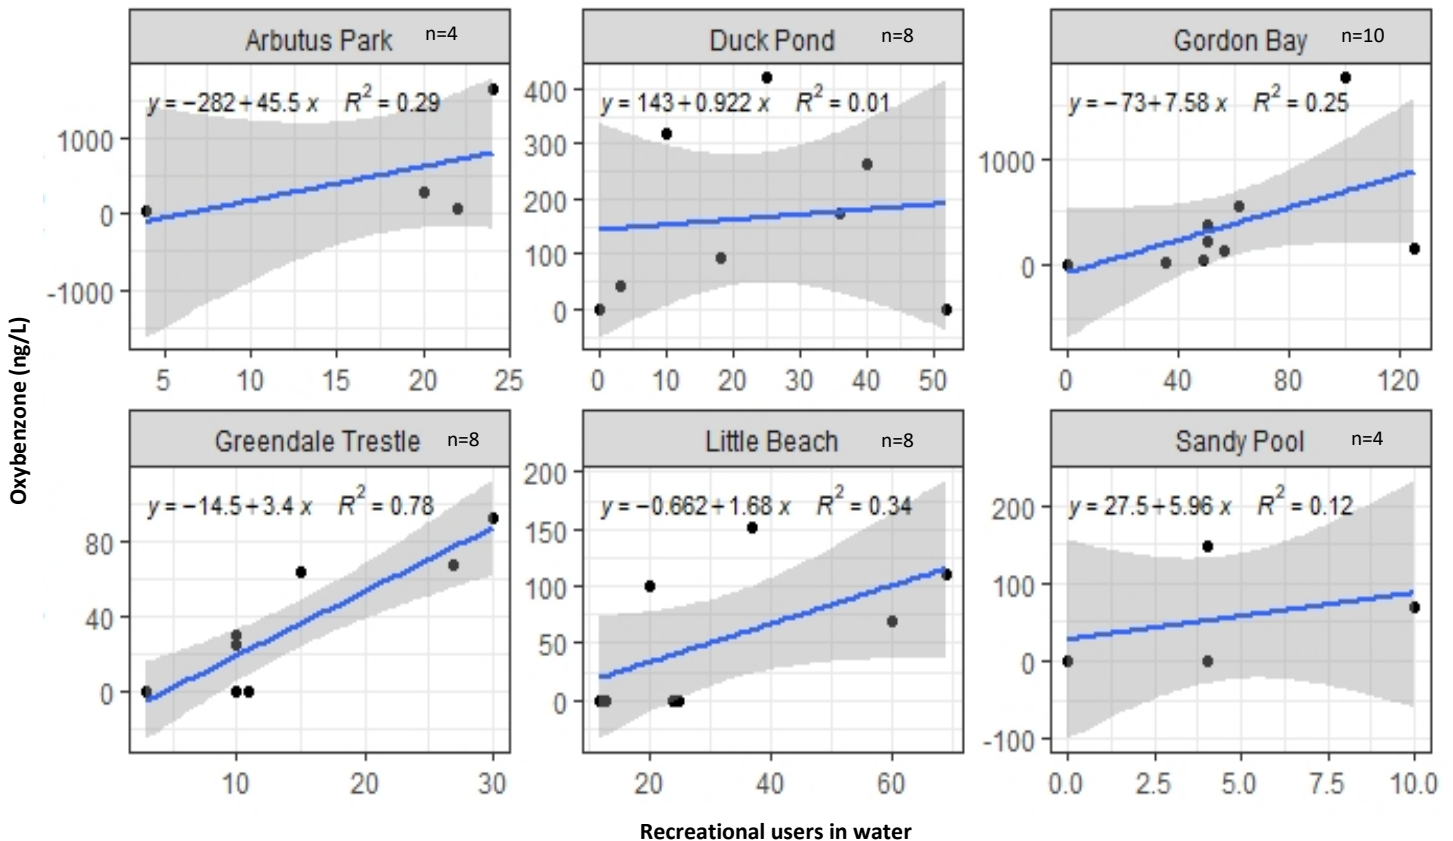 Arbutus Park n=4
y = −282+45.5 x R2 = 0.29
1000
0
-1000
5 10 15 20 25
Duck Pond n=8
y = 143+0.922 x R2 = 0.01
400
300
200
100
0
0 10 20 30 40 50
Gordon Bay n=10
y = −73+7.58 x R2 = 0.25
1000
0
0 40 80 120
Greendale Trestle n=8
y = −14.5+3.4 x R2 = 0.78
80
40
0
10 20 30
Little Beach n=8
y = −0.662+1.68 x R2 = 0.34
200
150
100
50
0
20 40 60
Sandy Pool n=4
y = 27.5+5.96 x R2 = 0.12
200
100
0
-100
0.0 2.5 5.0 7.5 10.0
Oxybenzone (ng/L)
Recreational users in water